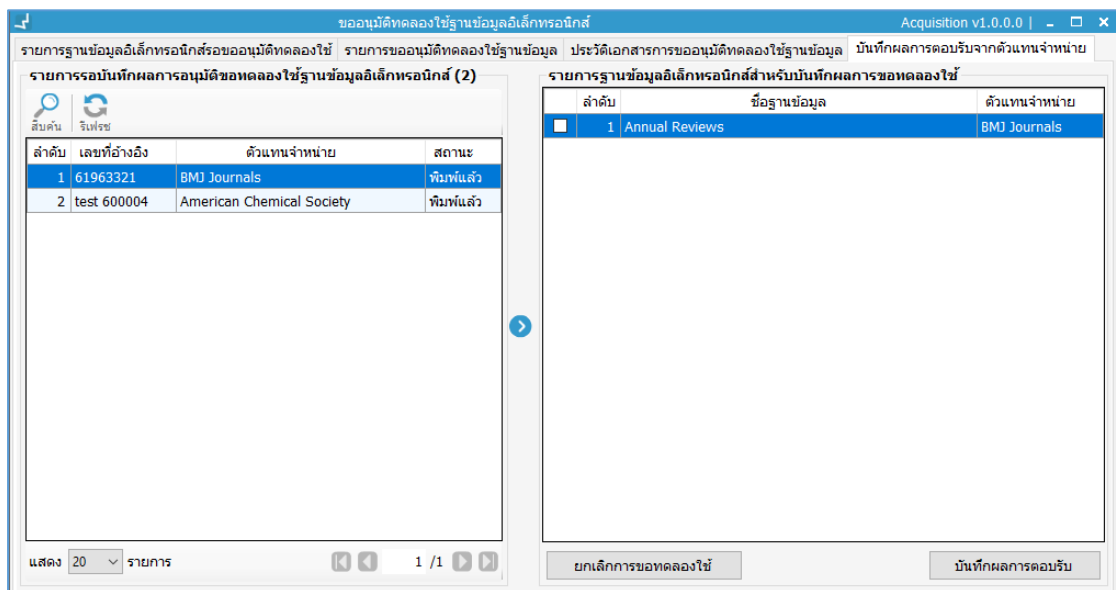 ขออนุมัติทดลองใช้ฐานข้อมูลอิเล็กทรอนิกส์ Acquisition v1.0.0.0 |
รายการฐานข้อมูลอิเล็กทรอนิกส์รอขออนุมัติทดลองใช้ รายการขออนุมัติทดลองใช้ฐานข้อมูล ประวัติเอกสารการขออนุมัติทดลองใช้ฐานข้อมูล บันทึกผลการตอบรับจากตัวแทนจำหน่าย
รายการรอบันทึกผลการอนุมัติขอทดลองใช้ฐานข้อมูลอิเล็กทรอนิกส์ (2)
สืบค้น รีเฟรช
ลำดับ เลขที่อ้างอิง ตัวแทนจำหน่าย สถานะ
1 61963321 BMJ Journals พิมพ์แล้ว
2 test 600004 American Chemical Society พิมพ์แล้ว
แสดง 20 รายการ 1 /1
รายการฐานข้อมูลอิเล็กทรอนิกส์สำหรับบันทึกผลการขอทดลองใช้
ลำดับ ชื่อฐานข้อมูล ตัวแทนจำหน่าย
1 Annual Reviews BMJ Journals
ยกเลิกการขอทดลองใช้ บันทึกผลการตอบรับ